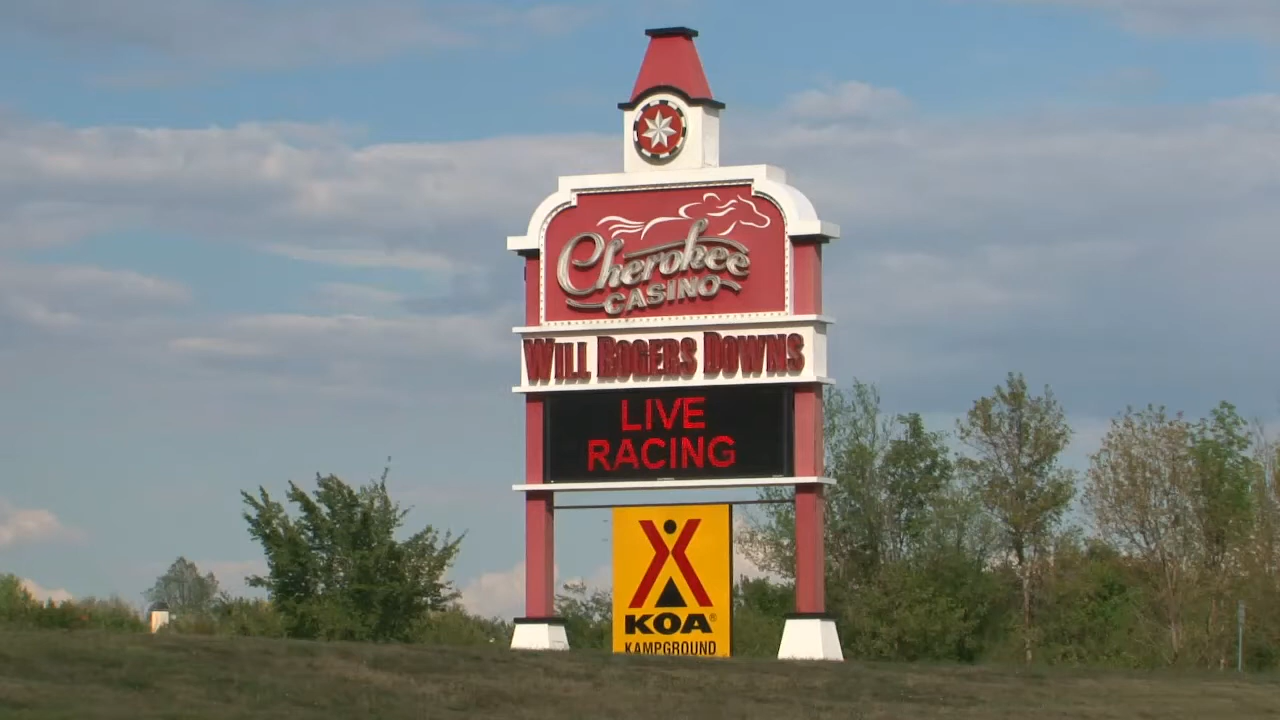 Cherokee
CASINO
WILL ROGERS DOWNS
LIVE
RACING
KOA®
KAMPGROUND